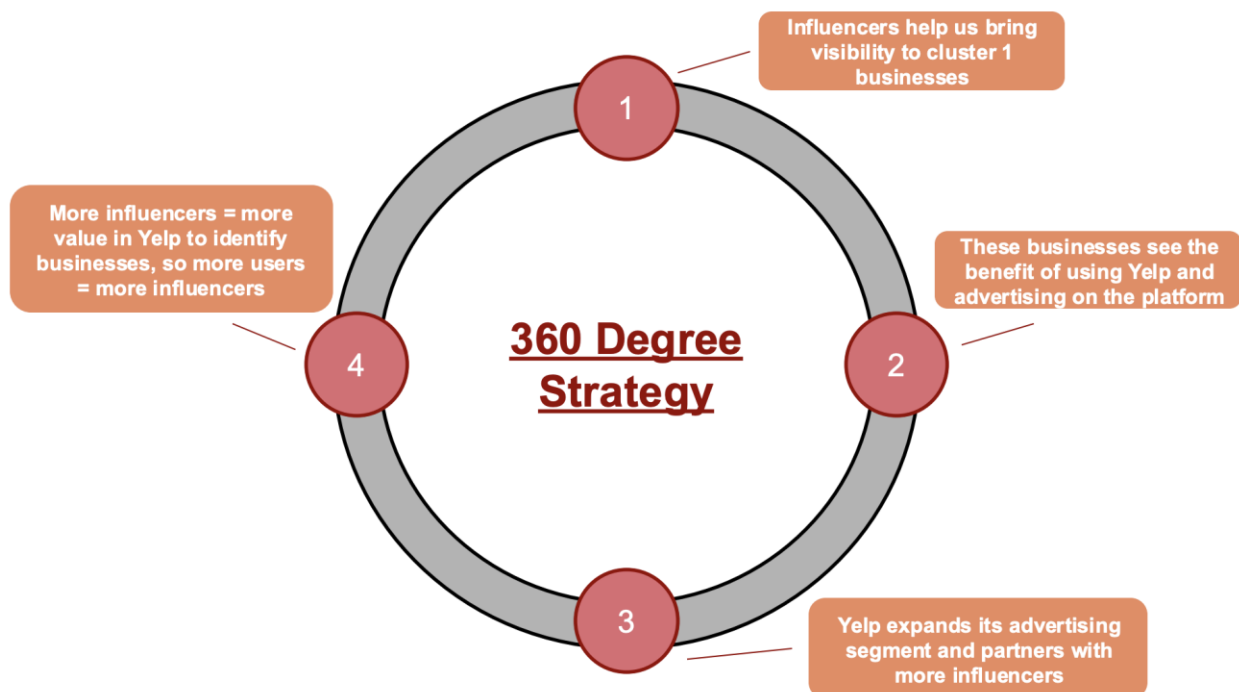 Influencers help us bring
visibility to cluster 1
businesses
1
More influencers = more
value in Yelp to identify
businesses, so more users
= more influencers
These businesses see the
benefit of using Yelp and
advertising on the platform
360 Degree
Strategy
4
2
3
Yelp expands its advertising
segment and partners with
more influencers